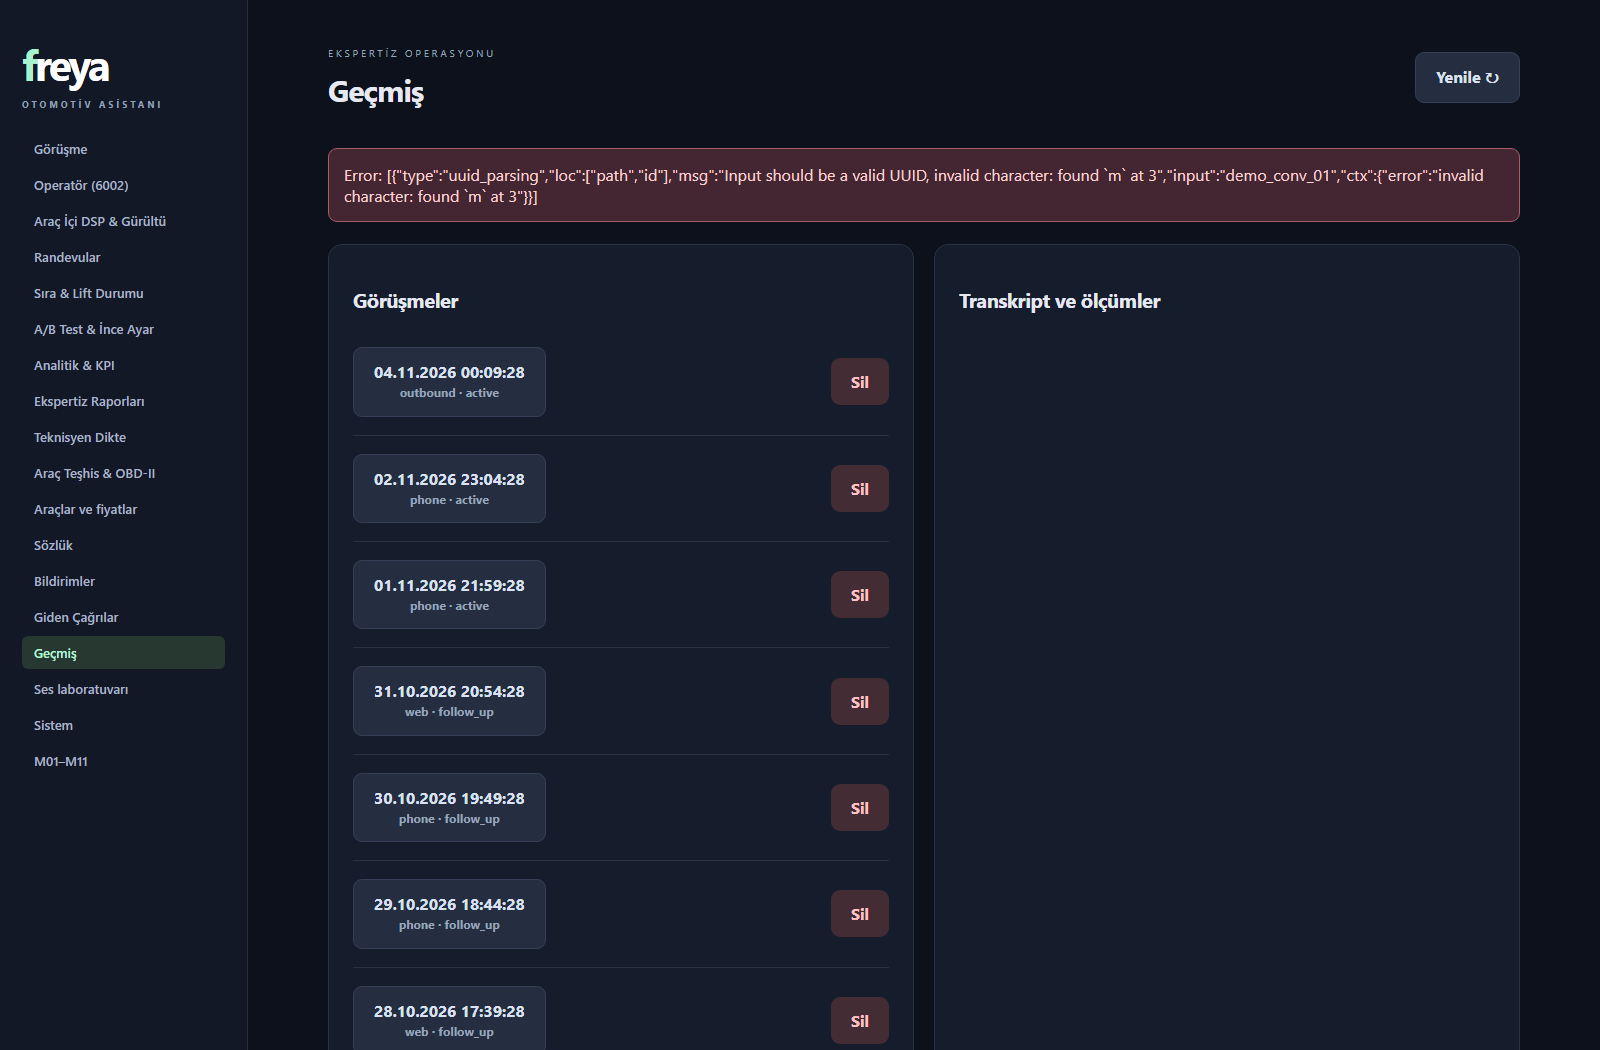 freya
OTOMOTİV ASİSTANI
Görüşme
Operatör (6002)
Araç İçi DSP & Gürültü
Randevular
Sıra & Lift Durumu
A/B Test & İnce Ayar
Analitik & KPI
Ekspertiz Raporları
Teknisyen Dikte
Araç Teşhis & OBD-II
Araçlar ve fiyatlar
Sözlük
Bildirimler
Giden Çağrılar
Geçmiş
Ses laboratuvarı
Sistem
M01–M11
EKSPERTİZ OPERASYONU
Geçmiş
Yenile ↻
Error: [{"type":"uuid_parsing","loc":["path","id"],"msg":"Input should be a valid UUID, invalid character: found `m` at 3","input":"demo_conv_01","ctx":{"error":"invalid
character: found `m` at 3"}}]
Görüşmeler
04.11.2026 00:09:28
outbound · active
Sil
02.11.2026 23:04:28
phone · active
Sil
01.11.2026 21:59:28
phone · active
Sil
31.10.2026 20:54:28
web · follow_up
Sil
30.10.2026 19:49:28
phone · follow_up
Sil
29.10.2026 18:44:28
phone · follow_up
Sil
28.10.2026 17:39:28
web · follow_up
Sil
Transkript ve ölçümler